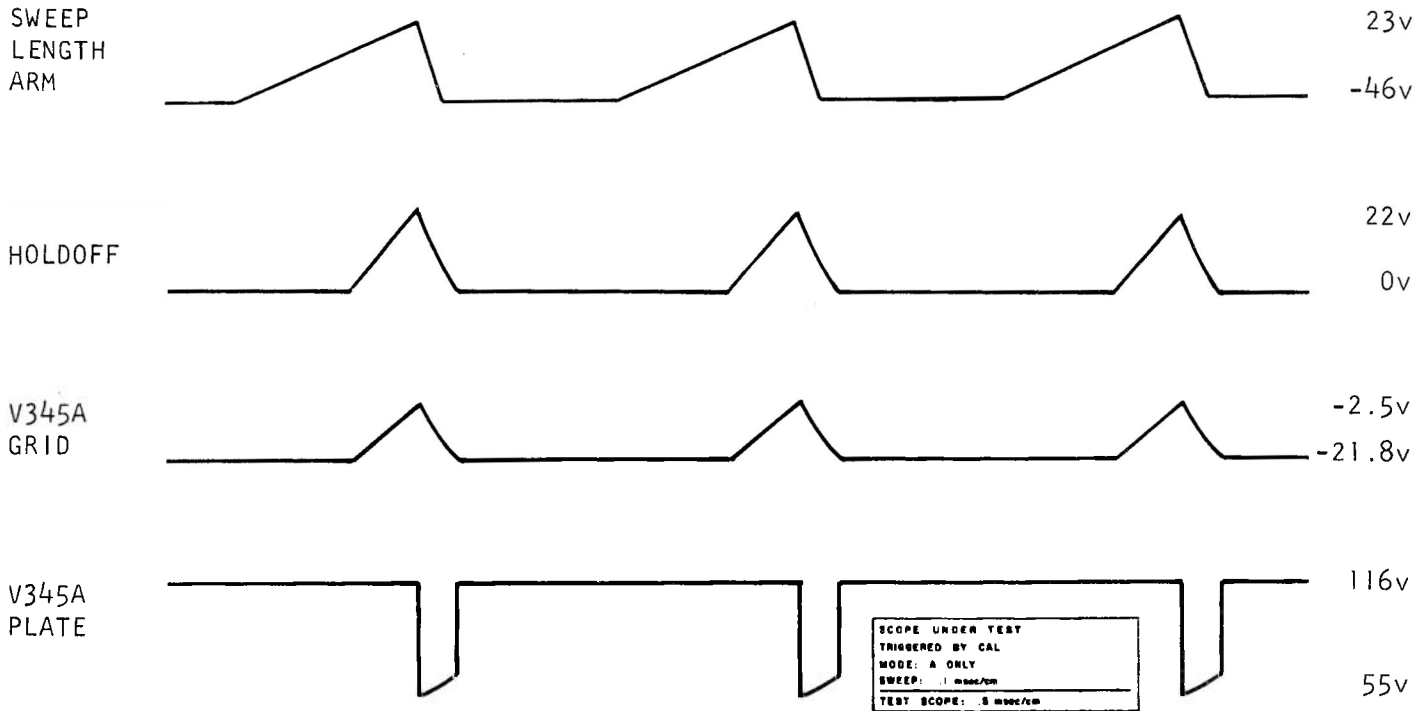 SWEEP
LENGTH
ARM
23v
-46v
HOLDOFF
22v
0v
V345A
GRID
-2.5v
-21.8v
V345A
PLATE
116v
55v
SCOPE UNDER TEST
TRIGGERED BY CAL
MODE: A ONLY
SWEEP: .1 msec/cm
TEST SCOPE: .5 msec/cm